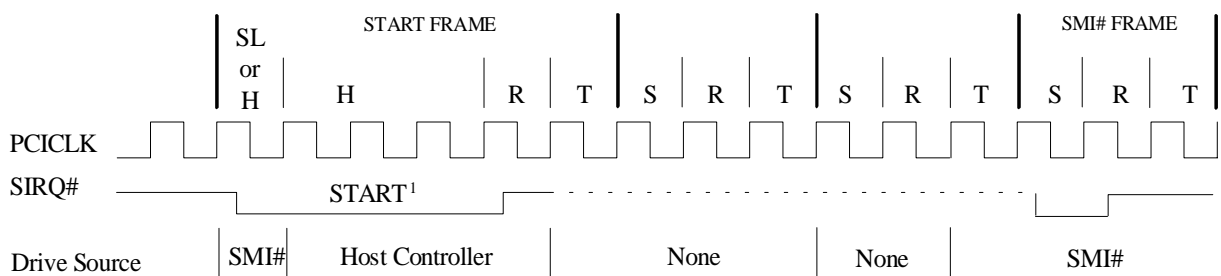 SL
or
H
START FRAME
SMI# FRAME
H R T S R T S R T S R T
PCICLK
SIRQ#
START¹
Drive Source SMI# Host Controller None None SMI#